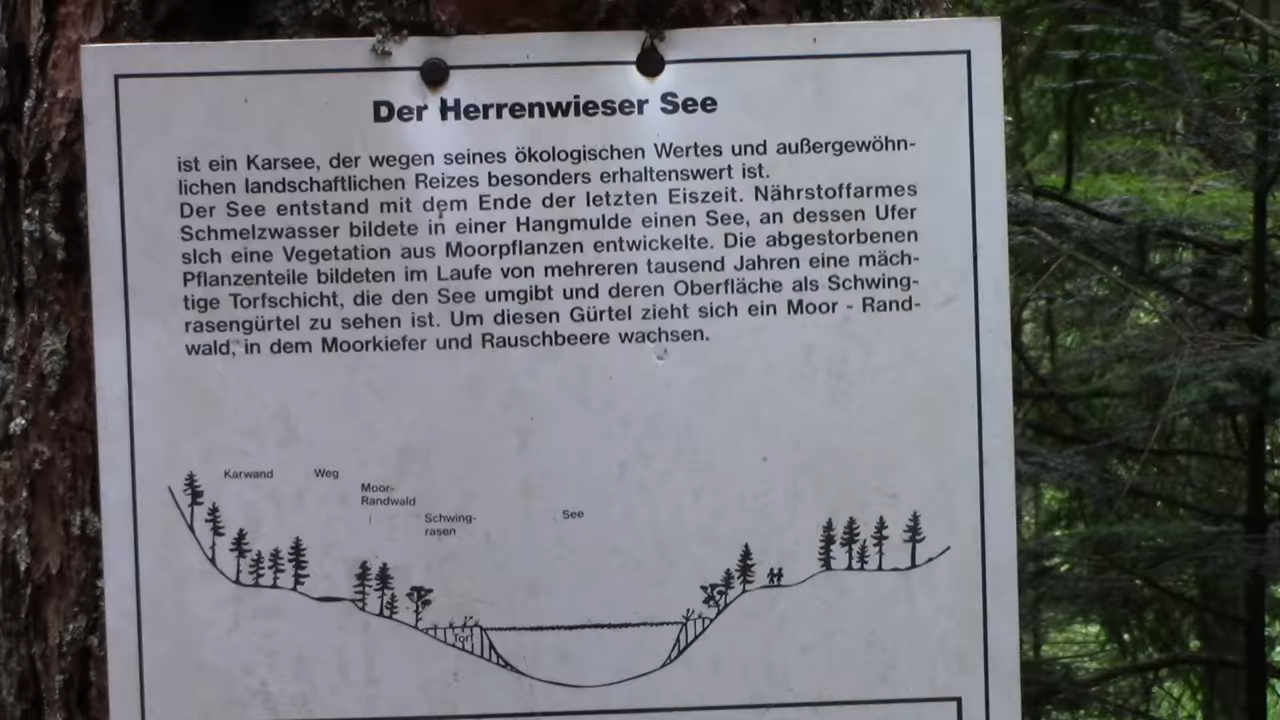 Der Herrenwieser See
ist ein Karsee, der wegen seines ökologischen Wertes und außergewöhn-
lichen landschaftlichen Reizes besonders erhaltenswert ist.
Der See entstand mit dem Ende der letzten Eiszeit. Nährstoffarmes
Schmelzwasser bildete in einer Hangmulde einen See, an dessen Ufer
sich eine Vegetation aus Moorpflanzen entwickelte. Die abgestorbenen
Pflanzenteile bildeten im Laufe von mehreren tausend Jahren eine mäch-
tige Torfschicht, die den See umgibt und deren Oberfläche als Schwing-
rasengürtel zu sehen ist. Um diesen Gürtel zieht sich ein Moor - Rand-
wald, in dem Moorkiefer und Rauschbeere wachsen.
Karwand
Weg
Moor-
Randwald
Schwing-
rasen
See
Torf